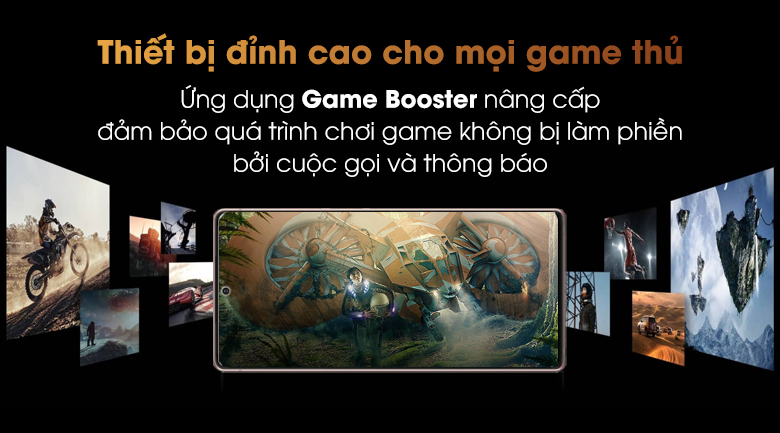 Thiết bị đỉnh cao cho mọi game thủ
Ứng dụng Game Booster nâng cấp
đảm bảo quá trình chơi game không bị làm phiền
bởi cuộc gọi và thông báo